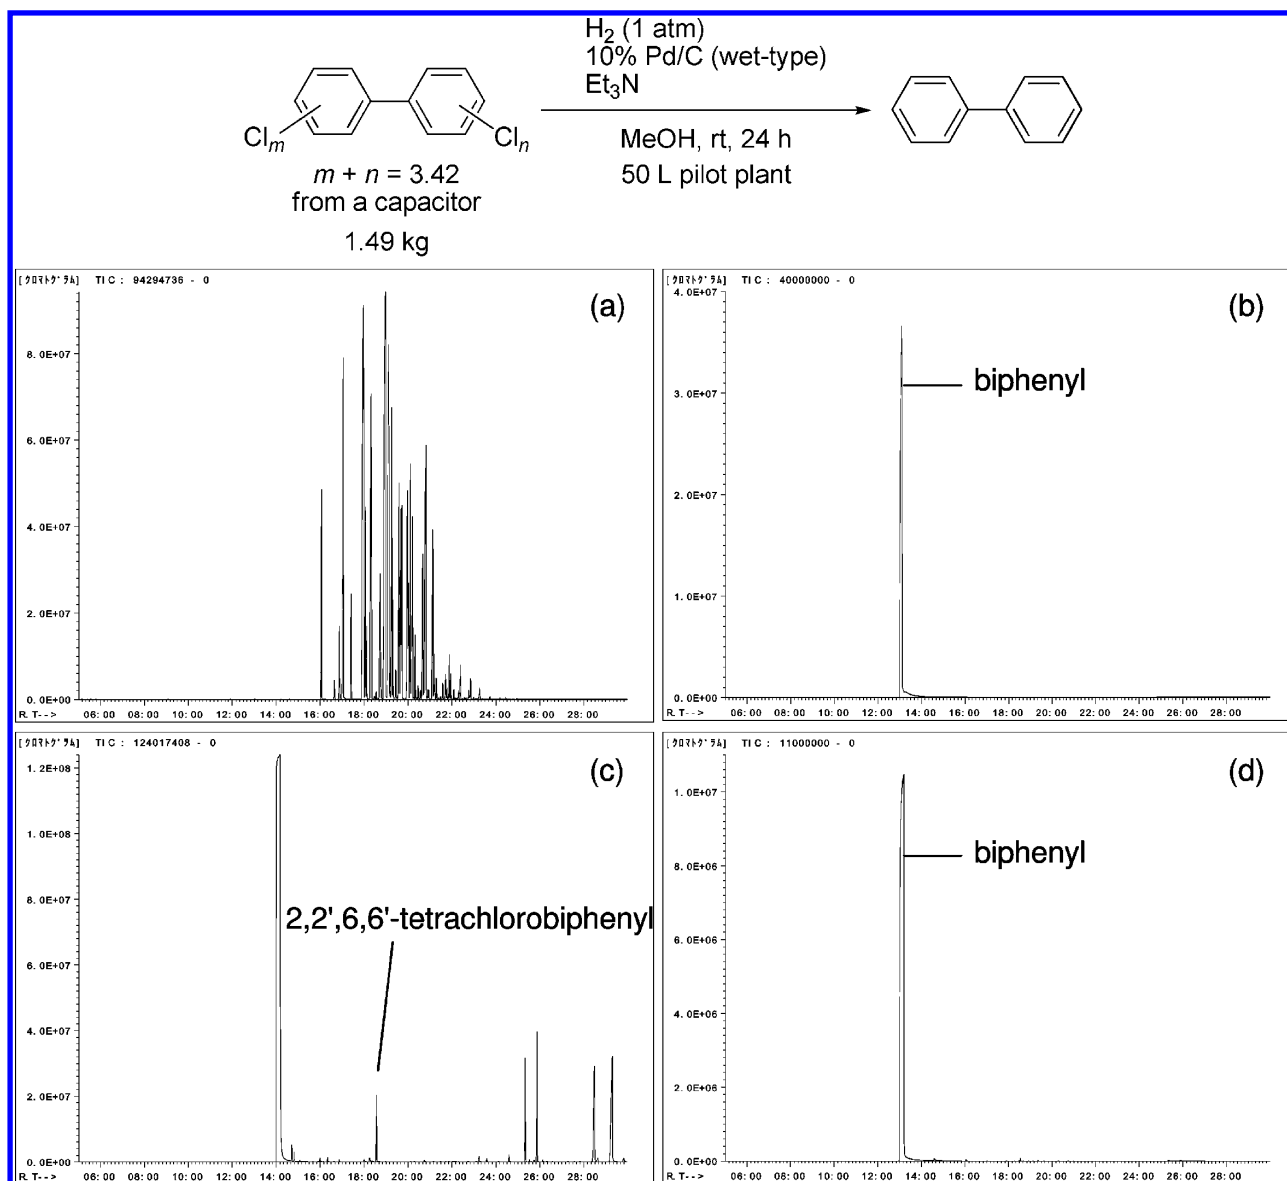 H2 (1 atm)
10% Pd/C (wet-type)
Et3N
Clm
Cln
MeOH, rt, 24 h
50 L pilot plant
m + n = 3.42
from a capacitor
1.49 kg
[クロマトグラム] TIC : 94294736 - 0
(a)
8.0E+07
6.0E+07
4.0E+07
2.0E+07
0.0E+00
R.T--> 06:00 08:00 10:00 12:00 14:00 16:00 18:00 20:00 22:00 24:00 26:00 28:00
[クロマトグラム] TIC : 40000000 - 0
(b)
4.0E+07
biphenyl
3.0E+07
2.0E+07
1.0E+07
0.0E+00
R.T--> 06:00 08:00 10:00 12:00 14:00 16:00 18:00 20:00 22:00 24:00 26:00 28:00
[クロマトグラム] TIC : 124017408 - 0
(c)
1.2E+08
1.0E+08
8.0E+07
2,2',6,6'-tetrachlorobiphenyl
6.0E+07
4.0E+07
2.0E+07
0.0E+00
R.T--> 06:00 08:00 10:00 12:00 14:00 16:00 18:00 20:00 22:00 24:00 26:00 28:00
[クロマトグラム] TIC : 11000000 - 0
(d)
1.0E+07
biphenyl
8.0E+06
6.0E+06
4.0E+06
2.0E+06
0.0E+00
R.T--> 06:00 08:00 10:00 12:00 14:00 16:00 18:00 20:00 22:00 24:00 26:00 28:00